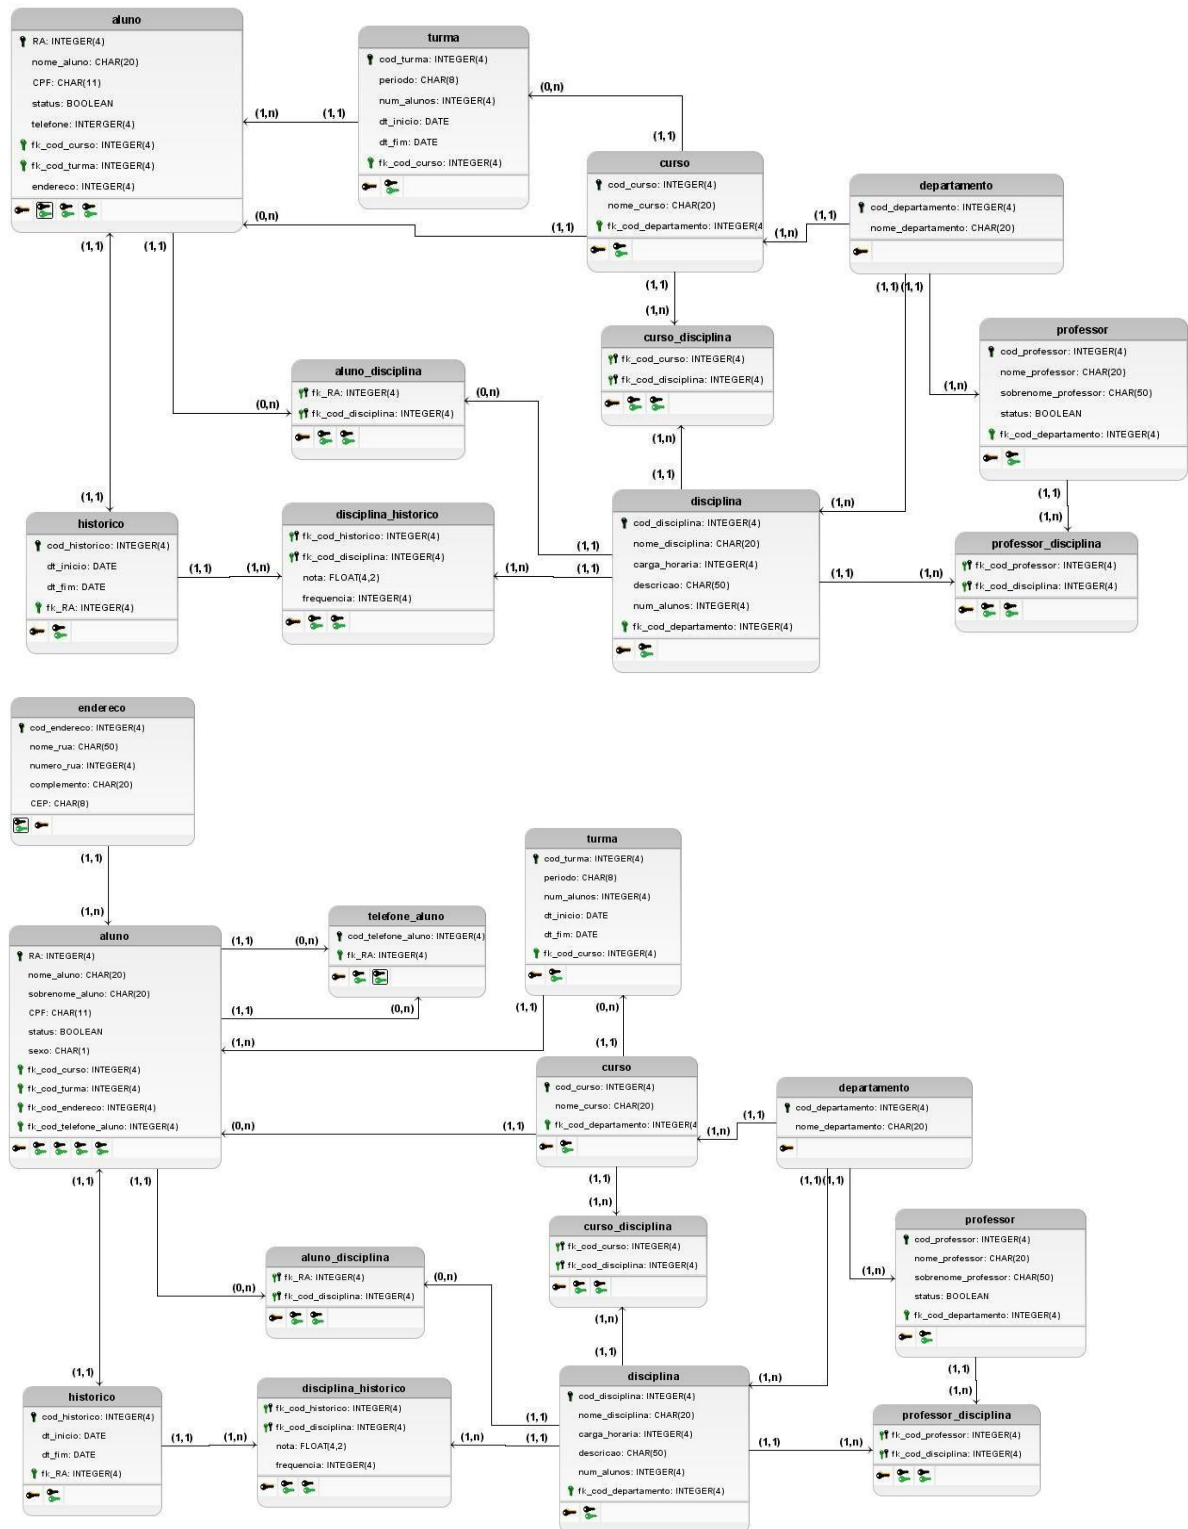 aluno
RA: INTEGER(4)
nome_aluno: CHAR(20)
CPF: CHAR(11)
status: BOOLEAN
telefone: INTERGER(4)
fk_cod_curso: INTEGER(4)
fk_cod_turma: INTEGER(4)
endereco: INTEGER(4)
turma
cod_turma: INTEGER(4)
periodo: CHAR(8)
num_alunos: INTEGER(4)
dt_inicio: DATE
dt_fim: DATE
fk_cod_curso: INTEGER(4)
(1,n)
(1,1)
(0,n)
(1,1)
curso
cod_curso: INTEGER(4)
nome_curso: CHAR(20)
fk_cod_departamento: INTEGER(4
departamento
cod_departamento: INTEGER(4)
nome_departamento: CHAR(20)
(0,n)
(1,1)
(1,n)
(1,1)
(1,1)
(1,1)
(1,1)
(1,n)
(1,1)
(1,1)
curso_disciplina
fk_cod_curso: INTEGER(4)
fk_cod_disciplina: INTEGER(4)
professor
cod_professor: INTEGER(4)
nome_professor: CHAR(20)
sobrenome_professor: CHAR(50)
status: BOOLEAN
fk_cod_departamento: INTEGER(4)
(1,n)
aluno_disciplina
fk_RA: INTEGER(4)
fk_cod_disciplina: INTEGER(4)
(0,n)
(0,n)
(1,n)
(1,1)
(1,1)
(1,1)
(1,n)
historico
cod_historico: INTEGER(4)
dt_inicio: DATE
dt_fim: DATE
fk_RA: INTEGER(4)
(1,1)
(1,n)
disciplina_historico
fk_cod_historico: INTEGER(4)
fk_cod_disciplina: INTEGER(4)
nota: FLOAT(4,2)
frequencia: INTEGER(4)
(1,n)
(1,1)
(1,1)
disciplina
cod_disciplina: INTEGER(4)
nome_disciplina: CHAR(20)
carga_horaria: INTEGER(4)
descricao: CHAR(50)
num_alunos: INTEGER(4)
fk_cod_departamento: INTEGER(4)
(1,n)
(1,1)
(1,n)
professor_disciplina
fk_cod_professor: INTEGER(4)
fk_cod_disciplina: INTEGER(4)
endereco
cod_endereco: INTEGER(4)
nome_rua: CHAR(50)
numero_rua: INTEGER(4)
complemento: CHAR(20)
CEP: CHAR(8)
(1,1)
(1,n)
aluno
RA: INTEGER(4)
nome_aluno: CHAR(20)
sobrenome_aluno: CHAR(20)
CPF: CHAR(11)
status: BOOLEAN
sexo: CHAR(1)
fk_cod_curso: INTEGER(4)
fk_cod_turma: INTEGER(4)
fk_cod_endereco: INTEGER(4)
fk_cod_telefone_aluno: INTEGER(4)
(1,1)
(0,n)
telefone_aluno
cod_telefone_aluno: INTEGER(4)
fk_RA: INTEGER(4)
(1,1)
(0,n)
(1,n)
turma
cod_turma: INTEGER(4)
periodo: CHAR(8)
num_alunos: INTEGER(4)
dt_inicio: DATE
dt_fim: DATE
fk_cod_curso: INTEGER(4)
(1,1)
(0,n)
(1,1)
curso
cod_curso: INTEGER(4)
nome_curso: CHAR(20)
fk_cod_departamento: INTEGER(4
departamento
cod_departamento: INTEGER(4)
nome_departamento: CHAR(20)
(0,n)
(1,1)
(1,n)
(1,1)
(1,1)
(1,1)
(1,1)
(1,n)
(1,1)
(1,1)
curso_disciplina
fk_cod_curso: INTEGER(4)
fk_cod_disciplina: INTEGER(4)
professor
cod_professor: INTEGER(4)
nome_professor: CHAR(20)
sobrenome_professor: CHAR(50)
status: BOOLEAN
fk_cod_departamento: INTEGER(4)
(1,n)
aluno_disciplina
fk_RA: INTEGER(4)
fk_cod_disciplina: INTEGER(4)
(0,n)
(0,n)
(1,n)
(1,1)
(1,1)
(1,1)
(1,n)
historico
cod_historico: INTEGER(4)
dt_inicio: DATE
dt_fim: DATE
fk_RA: INTEGER(4)
(1,1)
(1,n)
disciplina_historico
fk_cod_historico: INTEGER(4)
fk_cod_disciplina: INTEGER(4)
nota: FLOAT(4,2)
frequencia: INTEGER(4)
(1,n)
(1,1)
(1,1)
disciplina
cod_disciplina: INTEGER(4)
nome_disciplina: CHAR(20)
carga_horaria: INTEGER(4)
descricao: CHAR(50)
num_alunos: INTEGER(4)
fk_cod_departamento: INTEGER(4)
(1,n)
(1,1)
(1,n)
professor_disciplina
fk_cod_professor: INTEGER(4)
fk_cod_disciplina: INTEGER(4)